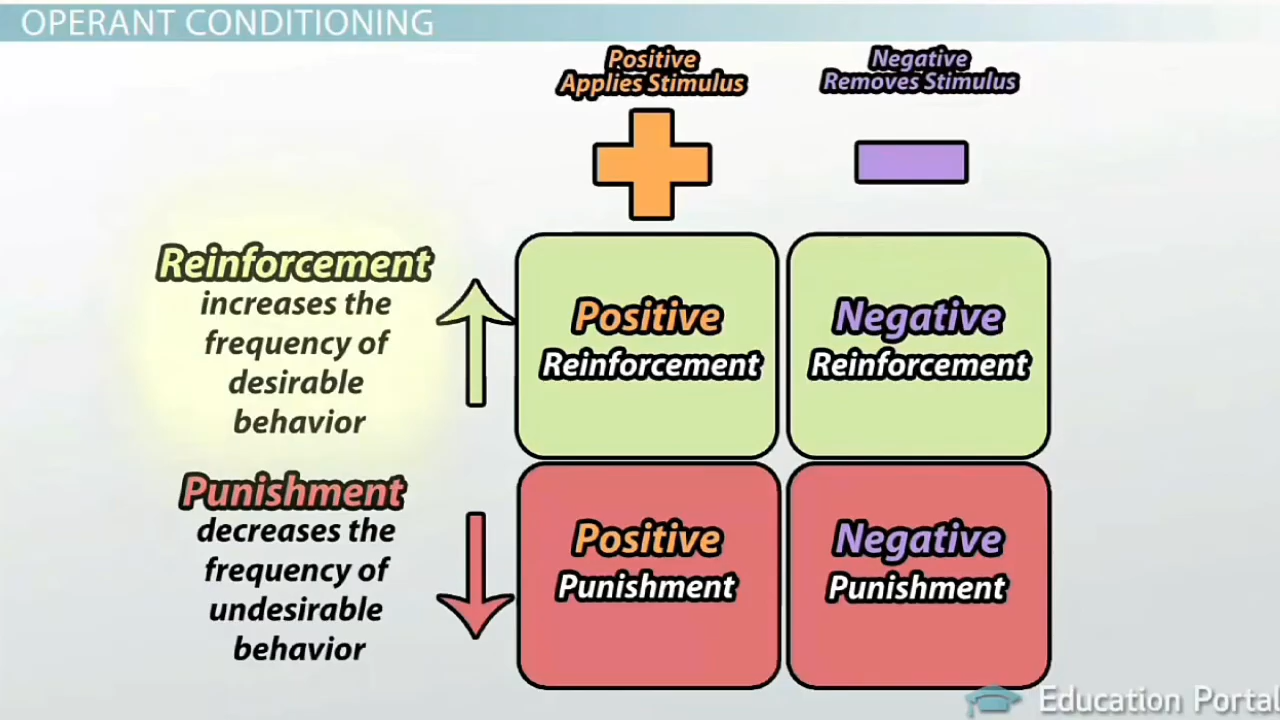 OPERANT CONDITIONING
Positive
Applies Stimulus
Negative
Removes Stimulus
Reinforcement
increases the
frequency of
desirable
behavior
Positive
Reinforcement
Negative
Reinforcement
Punishment
decreases the
frequency of
undesirable
behavior
Positive
Punishment
Negative
Punishment
Education Portal